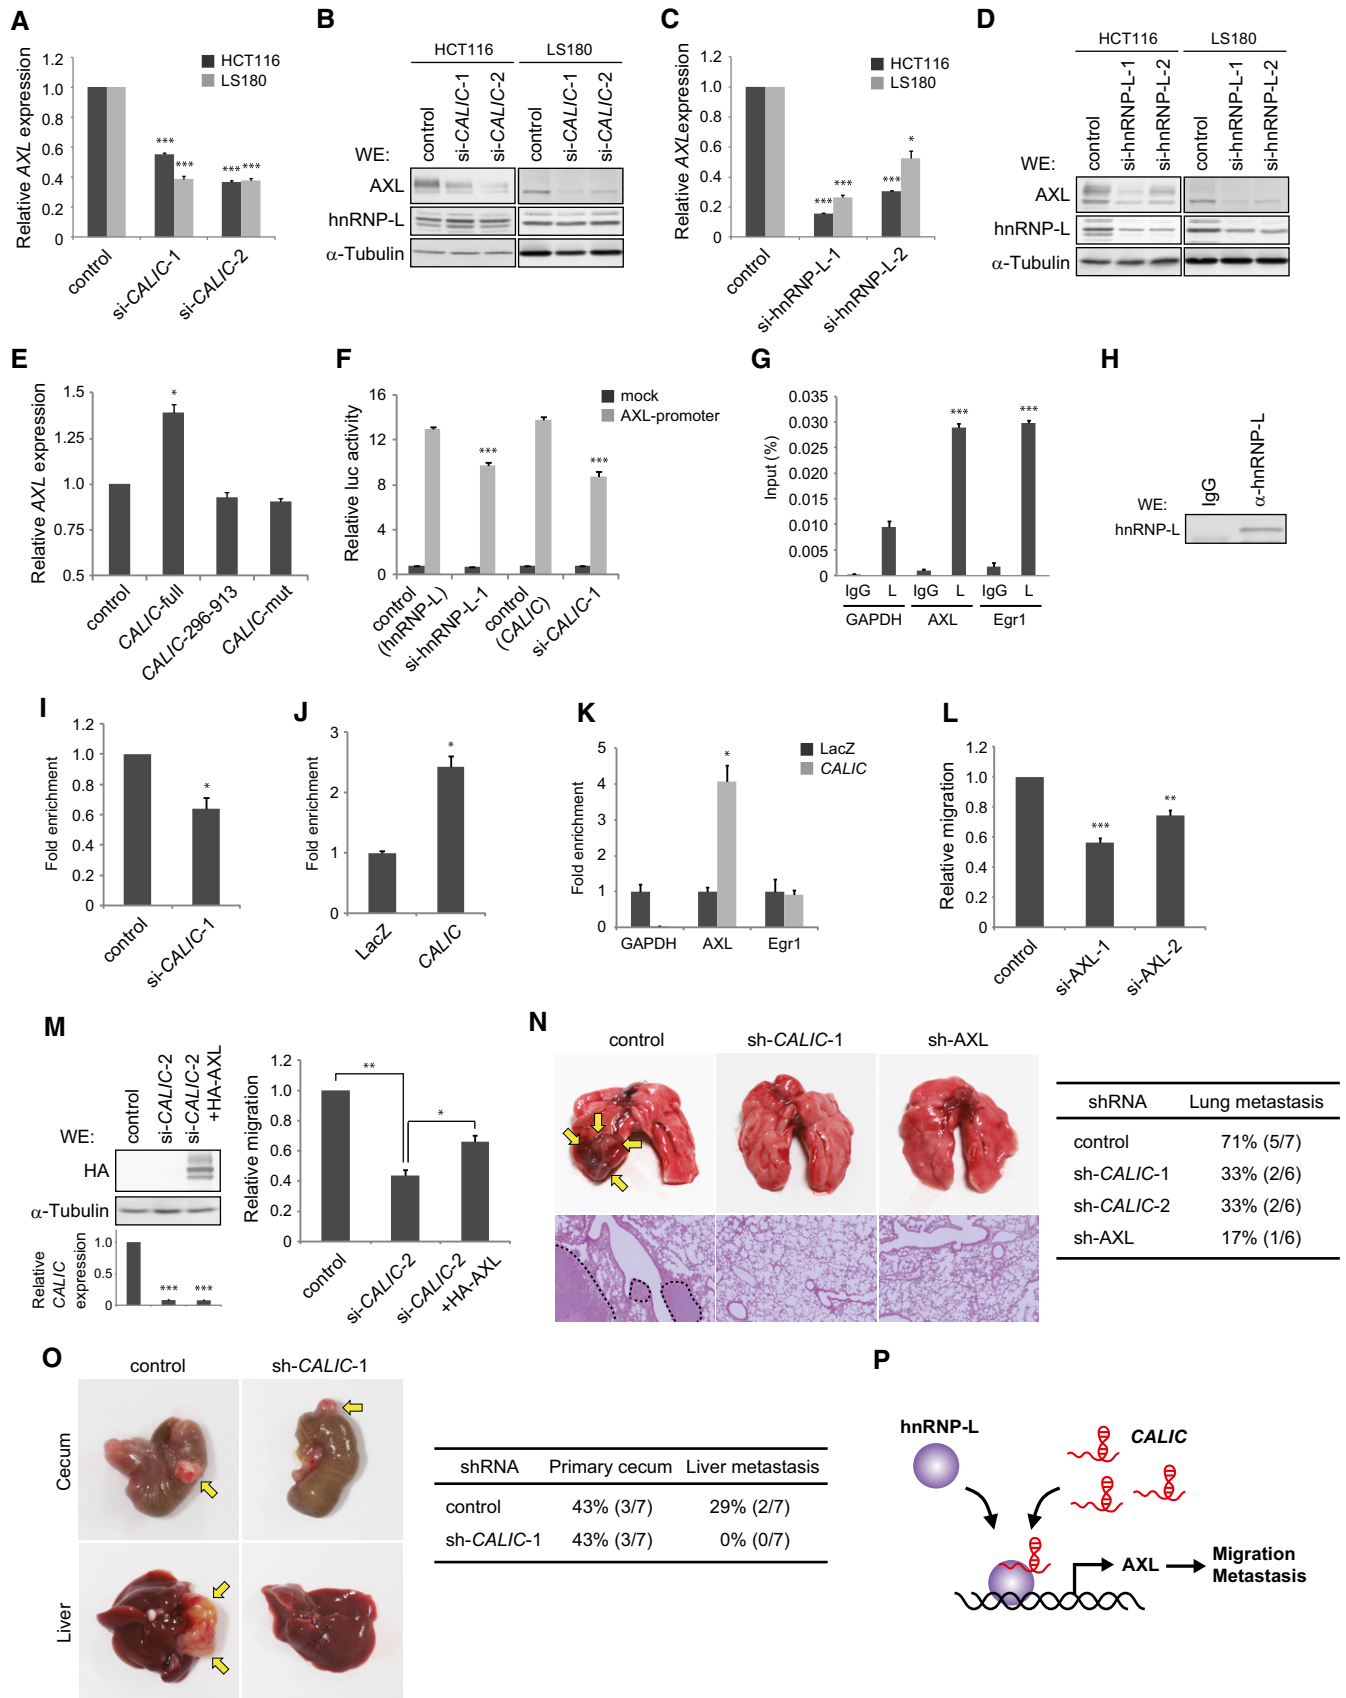 A
Relative AXL expression
1.2
1.0
0.8
0.6
0.4
0.2
0
HCT116
LS180
***
***
***
***
control
si-CALIC-1
si-CALIC-2
B
HCT116
LS180
control
si-CALIC-1
si-CALIC-2
control
si-CALIC-1
si-CALIC-2
WE:
AXL
hnRNP-L
α-Tubulin
C
Relative AXLexpression
1.2
1.0
0.8
0.6
0.4
0.2
0
HCT116
LS180
***
***
***
*
control
si-hnRNP-L-1
si-hnRNP-L-2
D
HCT116
LS180
control
si-hnRNP-L-1
si-hnRNP-L-2
control
si-hnRNP-L-1
si-hnRNP-L-2
WE:
AXL
hnRNP-L
α-Tubulin
E
Relative AXL expression
1.5
1.25
1.0
0.75
0.5
*
control
CALIC-full
CALIC-296-913
CALIC-mut
F
Relative luc activity
16
12
8
4
0
mock
AXL-promoter
***
***
control
(hnRNP-L)
si-hnRNP-L-1
control
(CALIC)
si-CALIC-1
G
Input (%)
0.035
0.030
0.025
0.020
0.015
0.010
0.005
0
***
***
IgG L IgG L IgG L
GAPDH AXL Egr1
H
IgG
α-hnRNP-L
WE:
hnRNP-L
I
Fold enrichment
1.2
1.0
0.8
0.6
0.4
0.2
0
*
control
si-CALIC-1
J
Fold enrichment
3
2
1
0
*
LacZ
CALIC
K
Fold enrichment
5
4
3
2
1
0
LacZ
CALIC
*
GAPDH AXL Egr1
L
Relative migration
1.2
1.0
0.8
0.6
0.4
0.2
0
***
**
control
si-AXL-1
si-AXL-2
M
control
si-CALIC-2
si-CALIC-2
+HA-AXL
WE:
HA
α-Tubulin
Relative
CALIC
expression
1.0
0.5
0
***
***
Relative migration
1.2
1.0
0.8
0.6
0.4
0.2
0
**
*
control
si-CALIC-2
si-CALIC-2
+HA-AXL
N
control sh-CALIC-1 sh-AXL
shRNA Lung metastasis
control 71% (5/7)
sh-CALIC-1 33% (2/6)
sh-CALIC-2 33% (2/6)
sh-AXL 17% (1/6)
O
control sh-CALIC-1
Cecum
Liver
shRNA Primary cecum Liver metastasis
control 43% (3/7) 29% (2/7)
sh-CALIC-1 43% (3/7) 0% (0/7)
P
hnRNP-L
CALIC
AXL
Migration
Metastasis